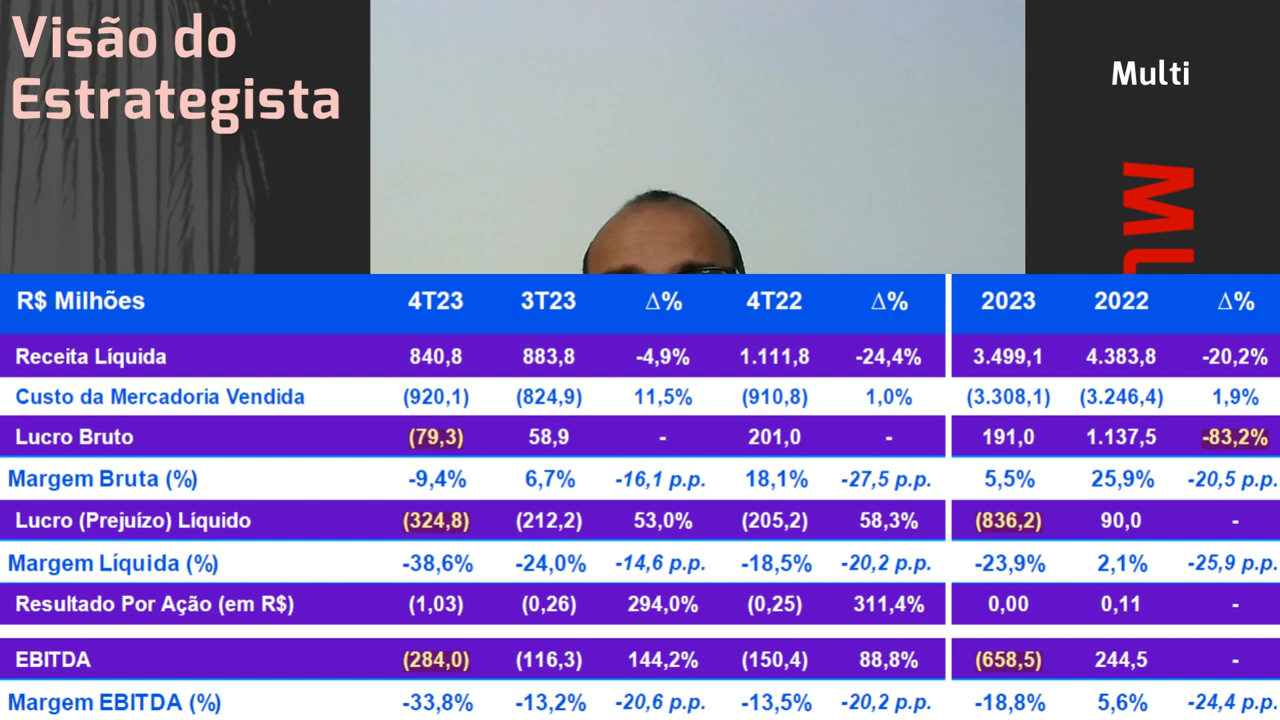 Visão do
Estrategista
Multi
MU
R$ Milhões 4T23 3T23 Δ% 4T22 Δ% 2023 2022 Δ%
Receita Líquida 840,8 883,8 -4,9% 1.111,8 -24,4% 3.499,1 4.383,8 -20,2%
Custo da Mercadoria Vendida (920,1) (824,9) 11,5% (910,8) 1,0% (3.308,1) (3.246,4) 1,9%
Lucro Bruto (79,3) 58,9 - 201,0 - 191,0 1.137,5 -83,2%
Margem Bruta (%) -9,4% 6,7% -16,1 p.p. 18,1% -27,5 p.p. 5,5% 25,9% -20,5 p.p.
Lucro (Prejuízo) Líquido (324,8) (212,2) 53,0% (205,2) 58,3% (836,2) 90,0 -
Margem Líquida (%) -38,6% -24,0% -14,6 p.p. -18,5% -20,2 p.p. -23,9% 2,1% -25,9 p.p.
Resultado Por Ação (em R$) (1,03) (0,26) 294,0% (0,25) 311,4% 0,00 0,11 -
EBITDA (284,0) (116,3) 144,2% (150,4) 88,8% (658,5) 244,5 -
Margem EBITDA (%) -33,8% -13,2% -20,6 p.p. -13,5% -20,2 p.p. -18,8% 5,6% -24,4 p.p.